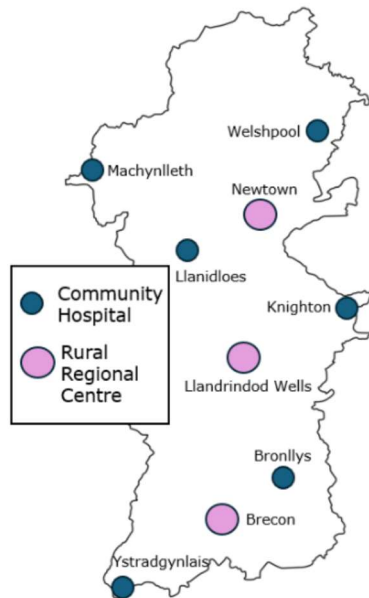 Welshpool
Machynlleth
Newtown
Llanidloes
Community
Hospital
Knighton
Rural
Regional
Centre
Llandrindod Wells
Bronllys
Brecon
Ystradgynlais